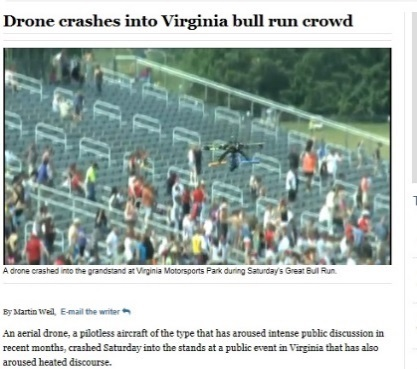 Drone crashes into Virginia bull run crowd
A drone crashed into the grandstand at Virginia Motorsports Park during Saturday's Great Bull Run.
By Martin Weil, E-mail the writer
An aerial drone, a pilotless aircraft of the type that has aroused intense public discussion in
recent months, crashed Saturday into the stands at a public event in Virginia that has also
aroused heated discourse.